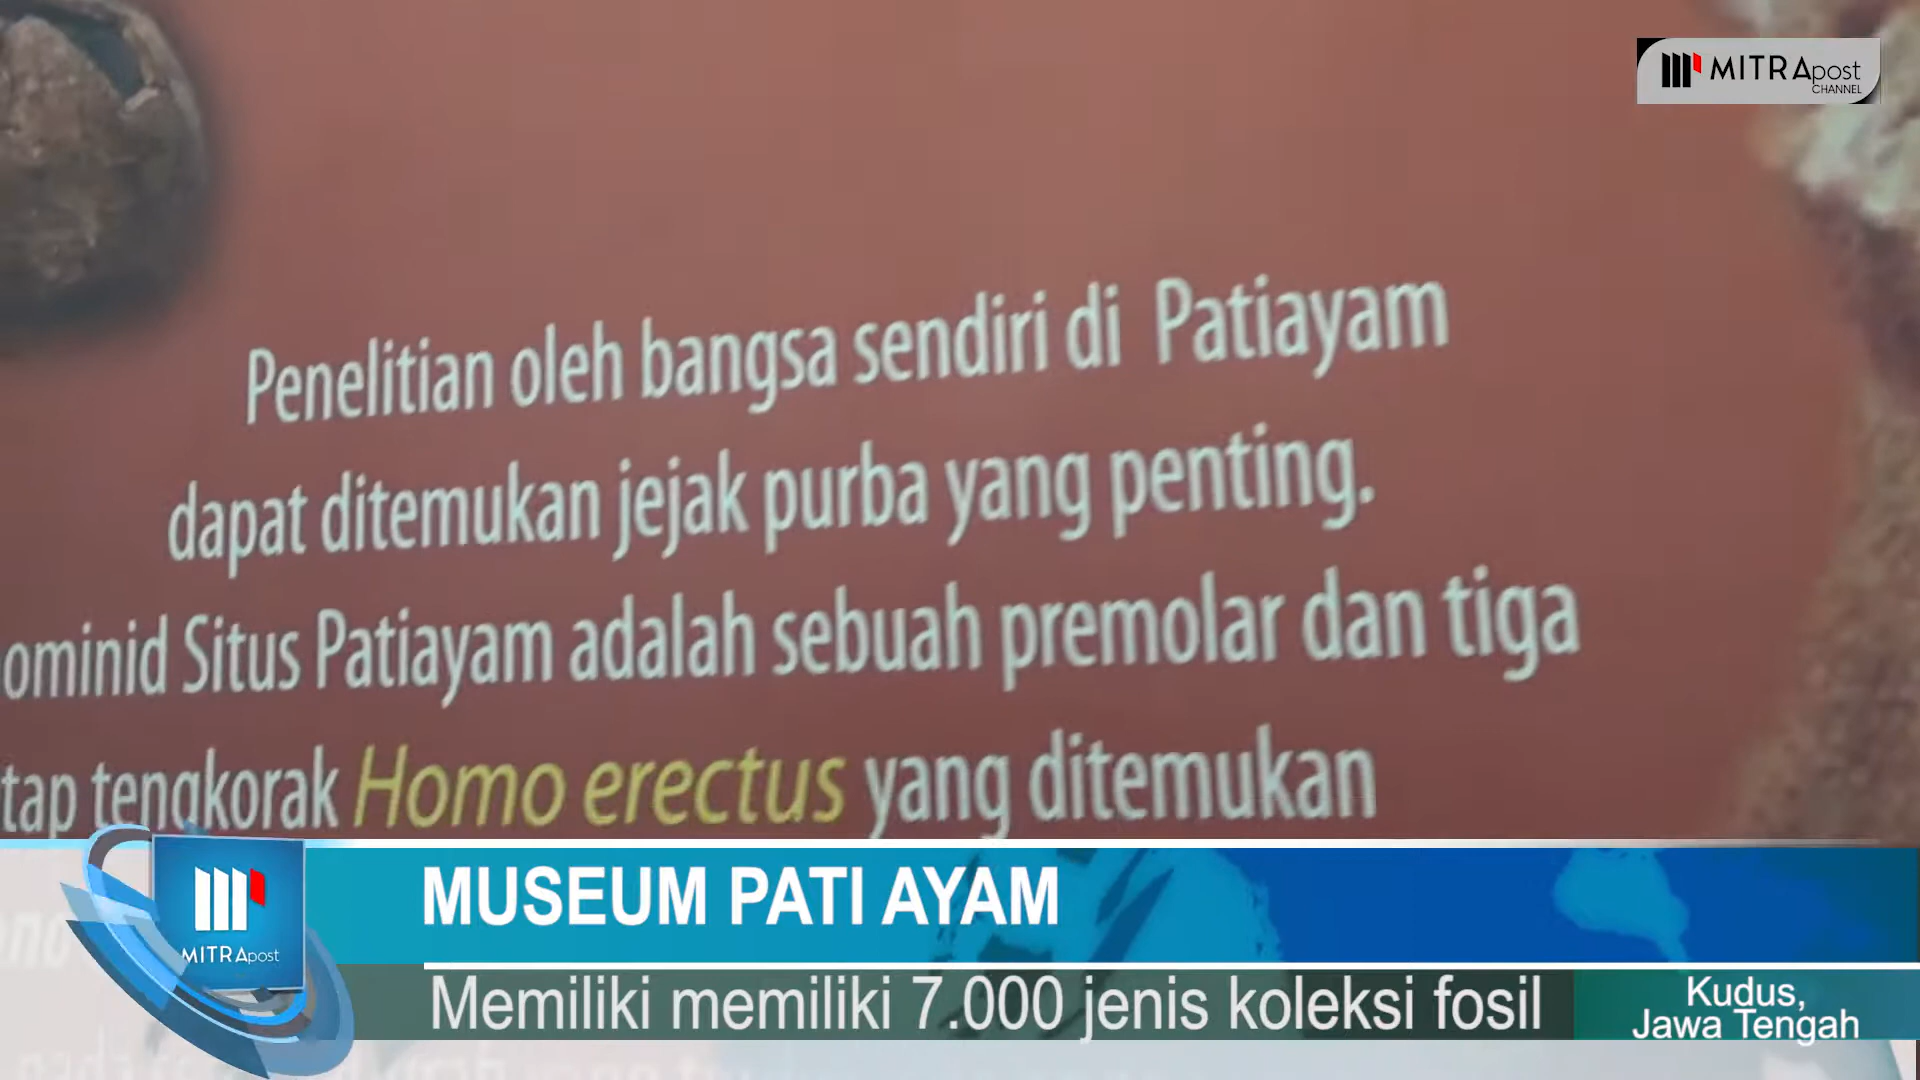 MITRApost
CHANNEL
Penelitian oleh bangsa sendiri di Patiayam
dapat ditemukan jejak purba yang penting.
ominid Situs Patiayam adalah sebuah premolar dan tiga
tap tengkorak Homo erectus yang ditemukan
MITRApost
MUSEUM PATI AYAM
Memiliki memiliki 7.000 jenis koleksi fosil
Kudus,
Jawa Tengah